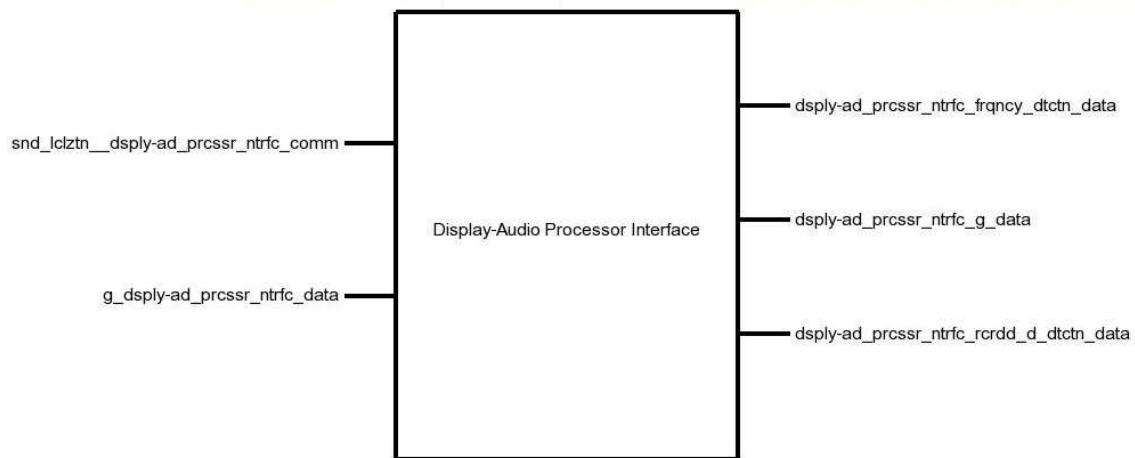 snd_lclztn__dsply-ad_prcssr_ntrfc_comm
g_dsply-ad_prcssr_ntrfc_data
Display-Audio Processor Interface
dsply-ad_prcssr_ntrfc_frqncy_dtctn_data
dsply-ad_prcssr_ntrfc_g_data
dsply-ad_prcssr_ntrfc_rcrdd_d_dtctn_data